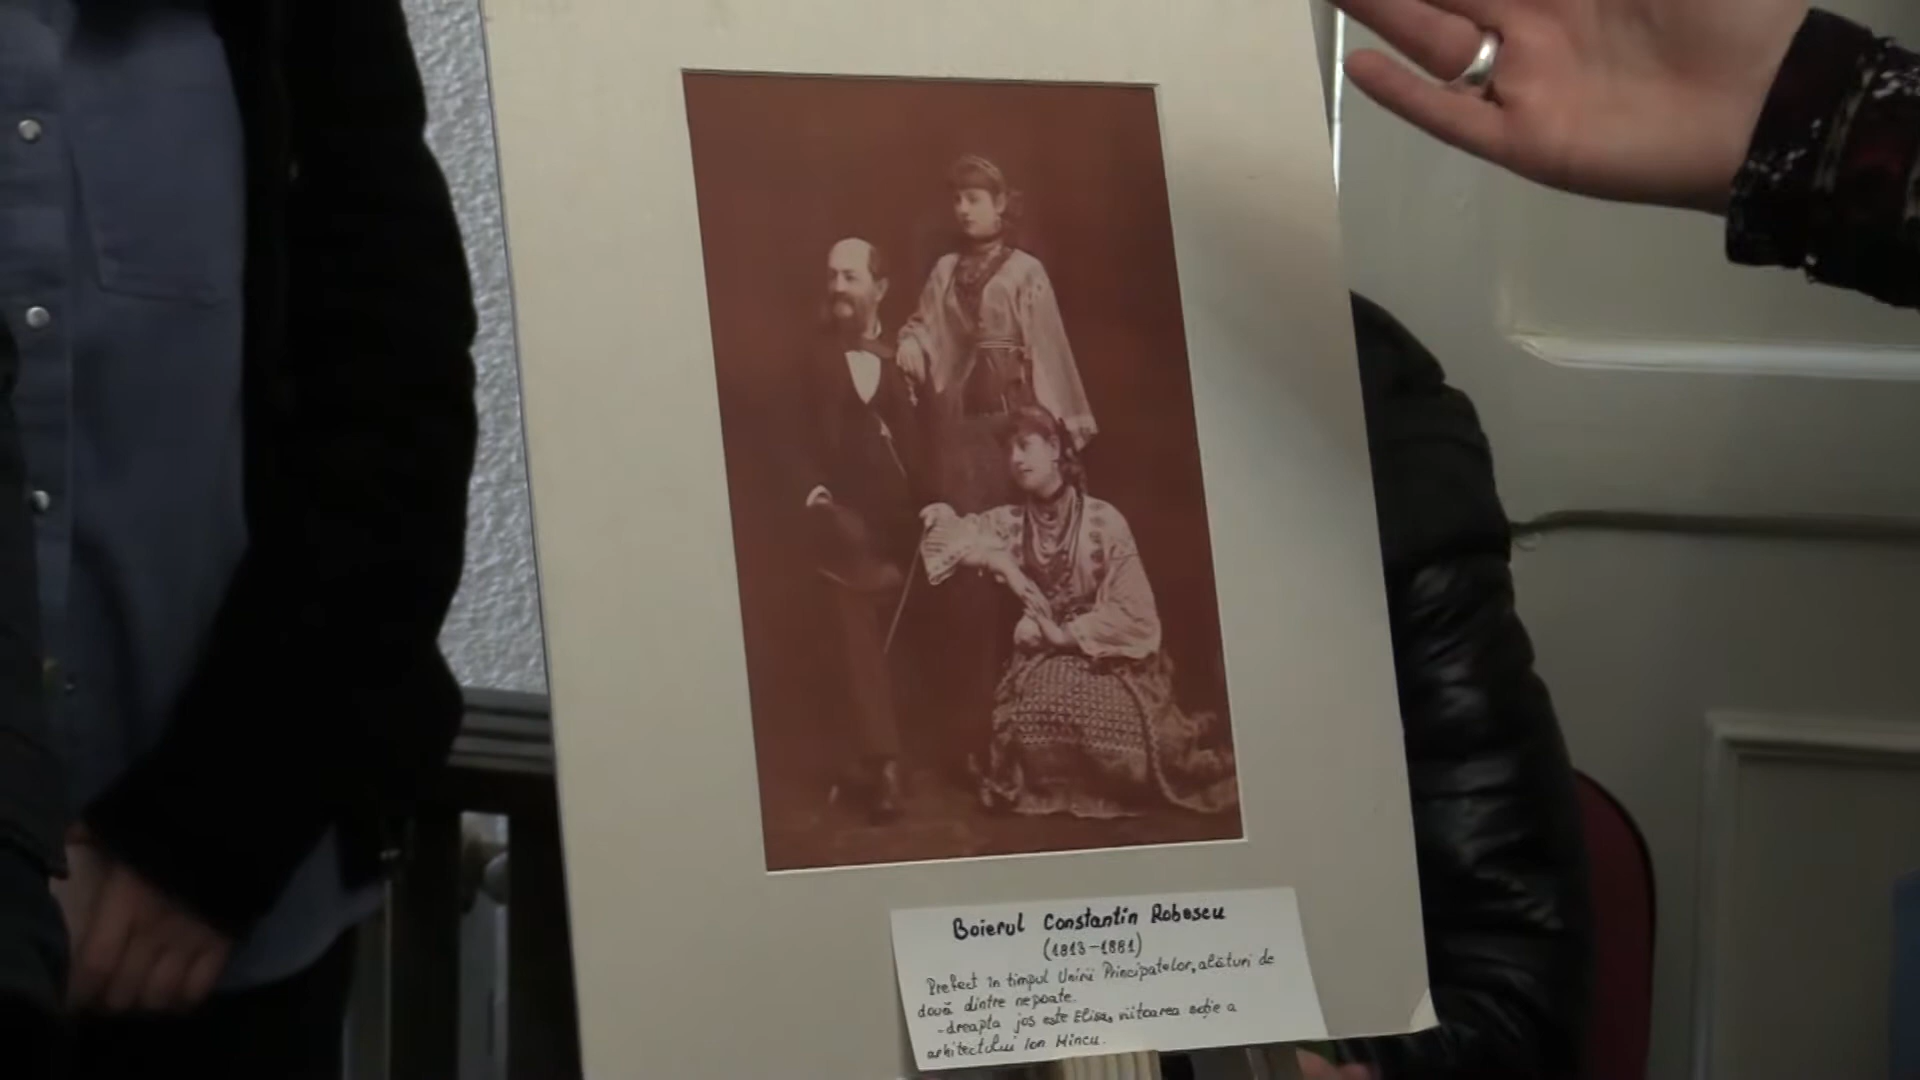 Boierul Constantin Robescu
(1813-1881)
Prefect în timpul Unirii Principatelor, alături de
două dintre nepoate.
-dreapta jos este Elisa, viitoarea soție a
arhitectului Ion Mincu.